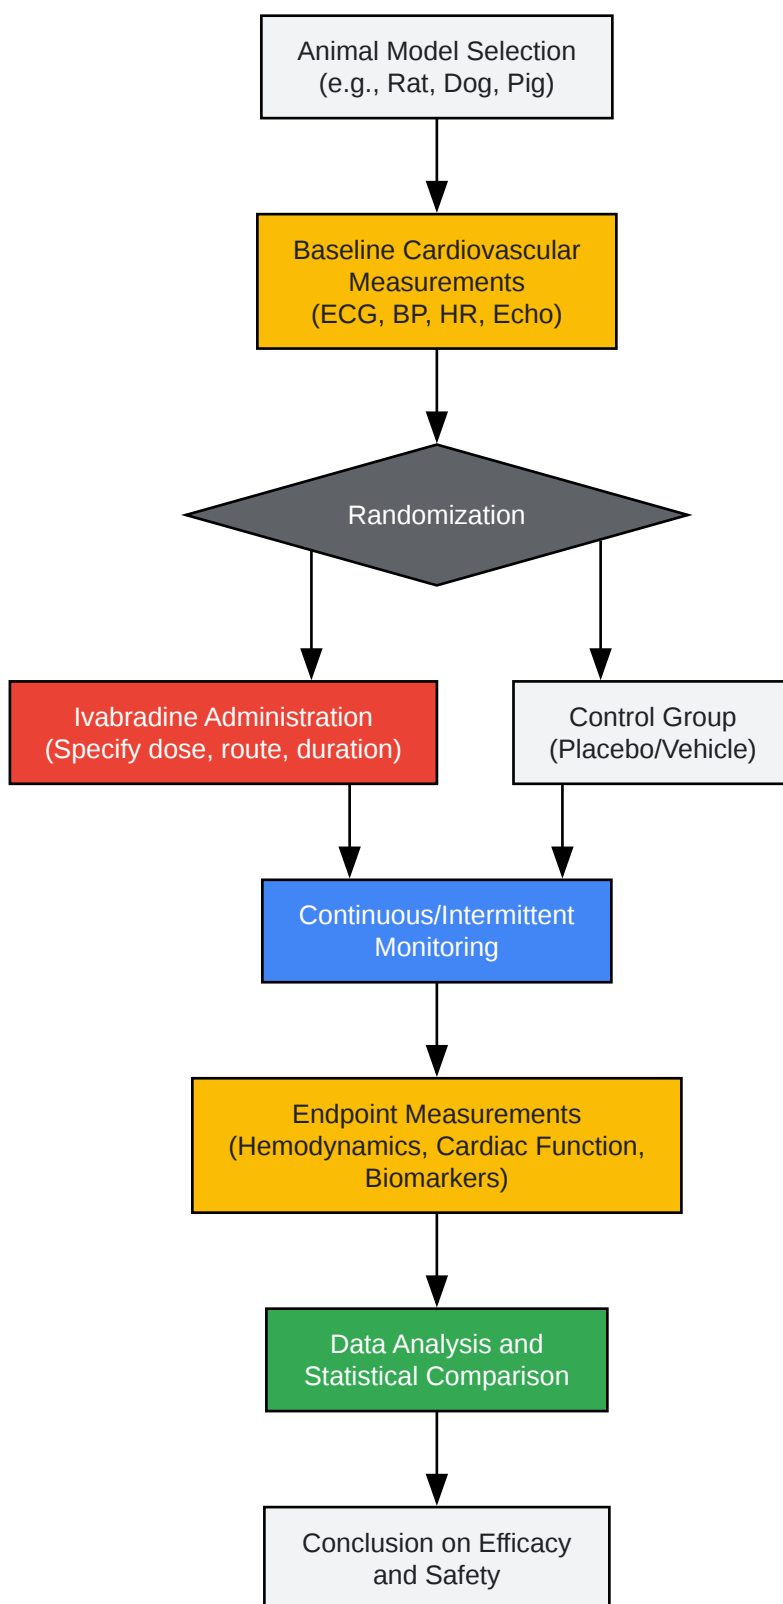 Animal Model Selection
(e.g., Rat, Dog, Pig)
Baseline Cardiovascular
Measurements
(ECG, BP, HR, Echo)
Randomization
Ivabradine Administration
(Specify dose, route, duration)
Control Group
(Placebo/Vehicle)
Continuous/Intermittent
Monitoring
Endpoint Measurements
(Hemodynamics, Cardiac Function,
Biomarkers)
Data Analysis and
Statistical Comparison
Conclusion on Efficacy
and Safety